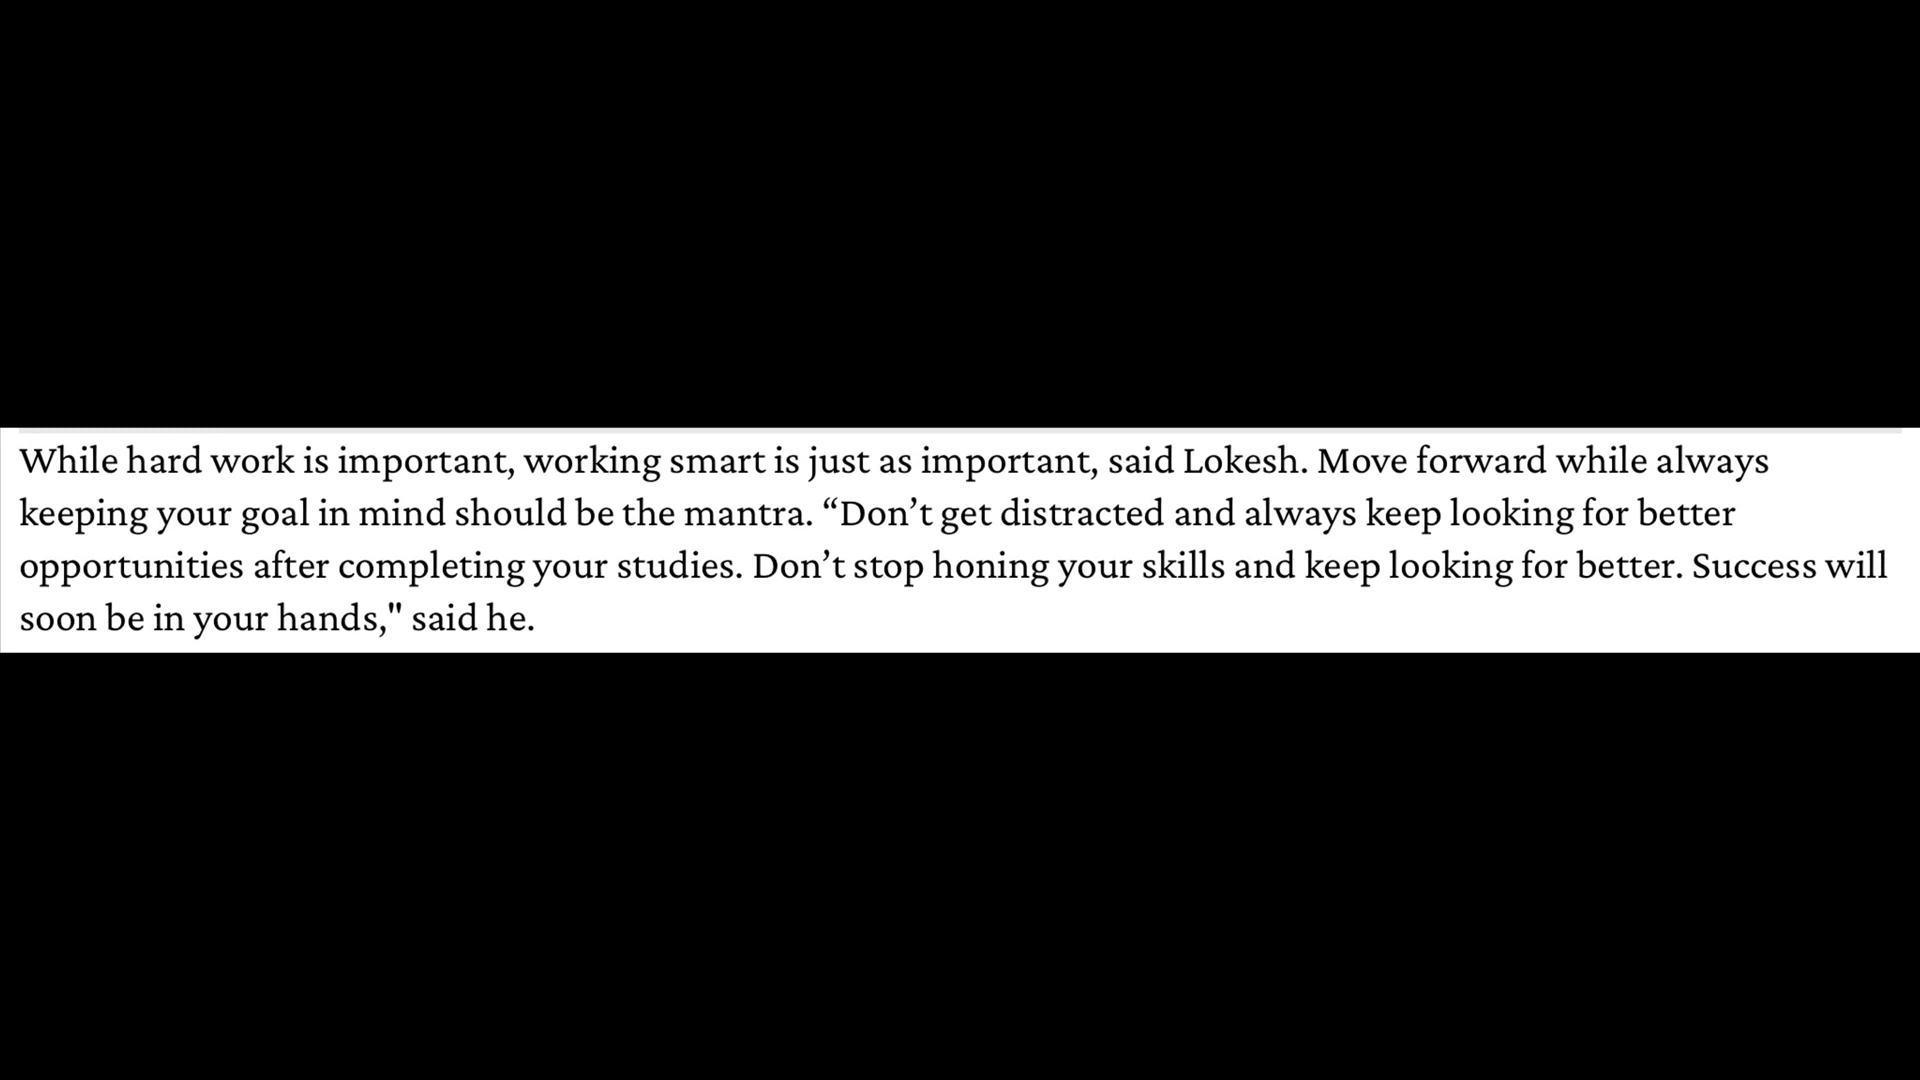 While hard work is important, working smart is just as important, said Lokesh. Move forward while always
keeping your goal in mind should be the mantra. “Don’t get distracted and always keep looking for better
opportunities after completing your studies. Don’t stop honing your skills and keep looking for better. Success will
soon be in your hands," said he.